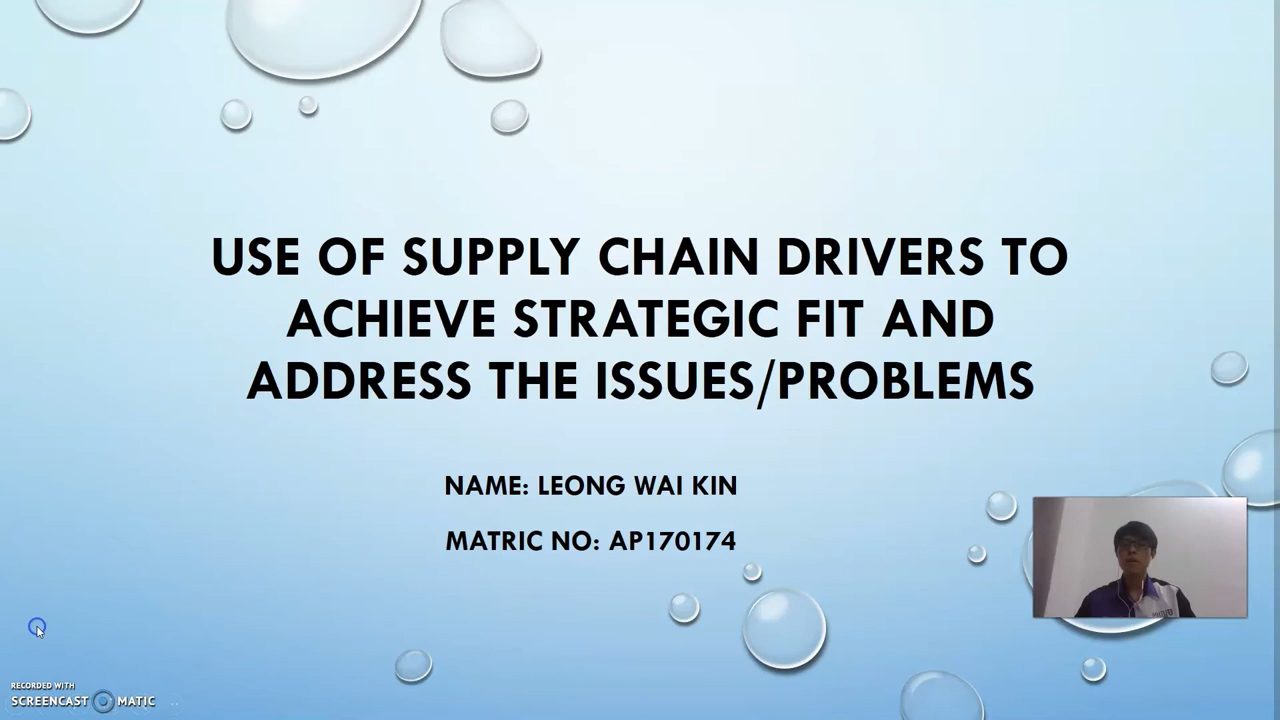 USE OF SUPPLY CHAIN DRIVERS TO
ACHIEVE STRATEGIC FIT AND
ADDRESS THE ISSUES/PROBLEMS
NAME: LEONG WAI KIN
MATRIC NO: AP170174
RECORDED WITH
SCREENCAST MATIC